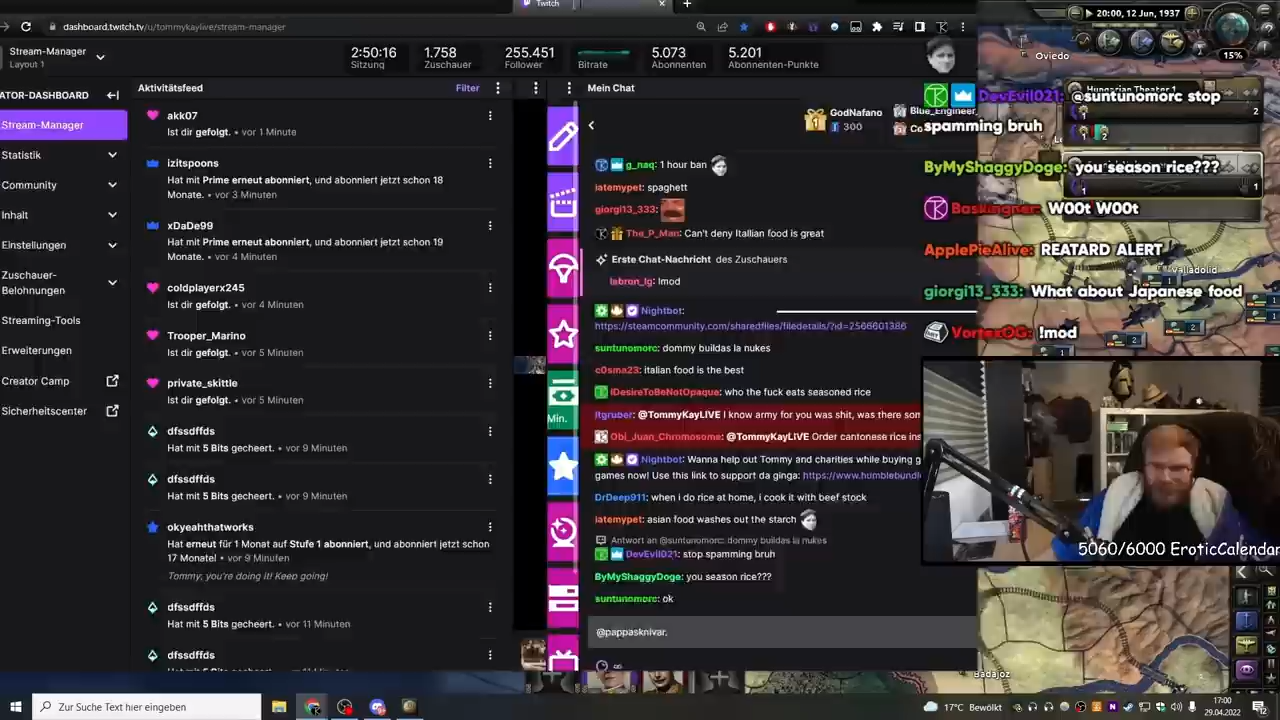 Twitch
dashboard.twitch.tv/u/tommykaylive/stream-manager
Stream-Manager
Layout 1
2:50:16
Sitzung
1.758
Zuschauer
255.451
Follower
Bitrate
5.073
Abonnenten
5.201
Abonnenten-Punkte
ATOR-DASHBOARD
Stream-Manager
Statistik
Community
Inhalt
Einstellungen
Zuschauer-
Belohnungen
Streaming-Tools
Erweiterungen
Creator Camp
Sicherheitscenter
Aktivitätsfeed
Filter
akk07
Ist dir gefolgt. • vor 1 Minute
izitspoons
Hat mit Prime erneut abonniert, und abonniert jetzt schon 18
Monate. • vor 3 Minuten
xDaDe99
Hat mit Prime erneut abonniert, und abonniert jetzt schon 19
Monate. • vor 4 Minuten
coldplayerx245
Ist dir gefolgt. • vor 4 Minuten
Trooper_Marino
Ist dir gefolgt. • vor 5 Minuten
private_skittle
Ist dir gefolgt. • vor 5 Minuten
dfssdffds
Hat mit 5 Bits gecheert. • vor 9 Minuten
dfssdffds
Hat mit 5 Bits gecheert. • vor 9 Minuten
okyeahthatworks
Hat erneut für 1 Monat auf Stufe 1 abonniert, und abonniert jetzt schon
17 Monate! • vor 9 Minuten
Tommy, you're doing it! Keep going!
dfssdffds
Hat mit 5 Bits gecheert. • vor 11 Minuten
dfssdffds
Min.
Mein Chat
GodNafano
300
Blue_Engineer
Co
g_naq: 1 hour ban
iatemypet: spaghett
giorgi13_333:
The_P_Man: Can't deny Itallian food is great
Erste Chat-Nachricht des Zuschauers
labran_lg: !mod
Nightbot:
https://steamcommunity.com/sharedfiles/filedetails/?id=2566601386
suntunomorc: dommy buildas la nukes
c0sma23: italian food is the best
IDesireToBeNotOpaque: who the fuck eats seasoned rice
ltgruber: @TommyKayLIVE I know army for you was shit, was there som
Obi_Juan_Chromosome: @TommyKayLIVE Order cantonese rice ins
Nightbot: Wanna help out Tommy and charities while buying g
games now! Use this link to support da ginga: https://www.humblebundl
DrDeep911: when i do rice at home, i cook it with beef stock
iatemypet: asian food washes out the starch
Antwort an @suntunomorc: dommy buildas la nukes
DevEvil021: stop spamming bruh
ByMyShaggyDoge: you season rice???
suntunomorc: ok
@pappasknivar.
20:00, 12 Jun, 1937
15%
Oviedo
Hungarian Theater 1
DevEvil021: @suntunomorc stop
spamming bruh
ByMyShaggyDoge: you season rice???
Baskingner: W00t W00t
ApplePieAlive: REATARD ALERT
Valladolid
giorgi13_333: What about Japanese food
VortexOG: !mod
5060/6000 EroticCalendar
Badajoz
Zur Suche Text hier eingeben
17°C Bewölkt
17:00
29.04.2022